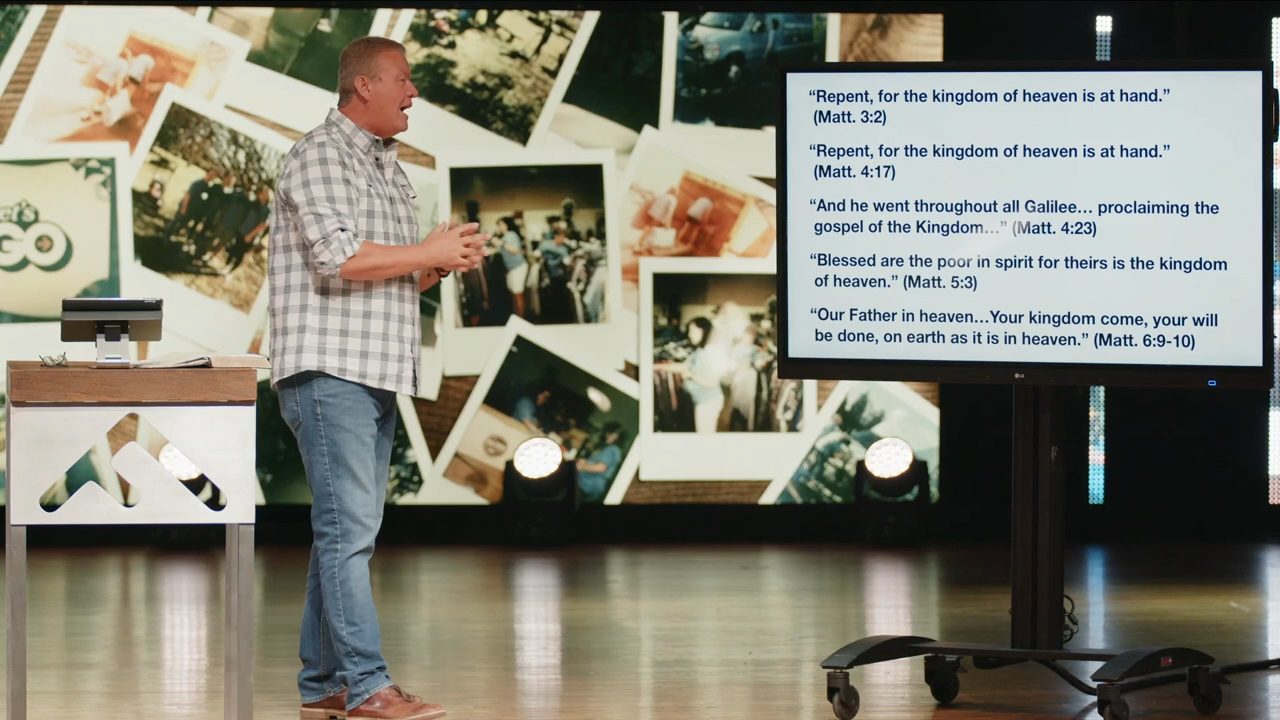 “Repent, for the kingdom of heaven is at hand.”
(Matt. 3:2)
“Repent, for the kingdom of heaven is at hand.”
(Matt. 4:17)
“And he went throughout all Galilee… proclaiming the
gospel of the Kingdom…” (Matt. 4:23)
“Blessed are the poor in spirit for theirs is the kingdom
of heaven.” (Matt. 5:3)
“Our Father in heaven…Your kingdom come, your will
be done, on earth as it is in heaven.” (Matt. 6:9-10)
LG